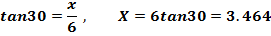 tan30 = x/6 ,    X = 6tan30 = 3.464